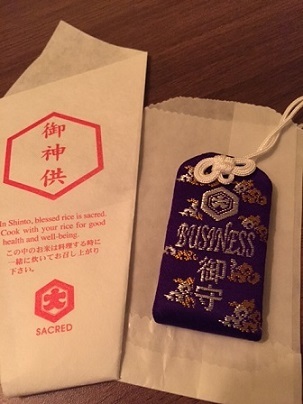 御神供
In Shinto, blessed rice is sacred.
Cook with your rice for good
health and well-being.
この中のお米は料理する時に
一緒に炊いてお召し上がり
下さい。
大
SACRED
BUSINESS
御守